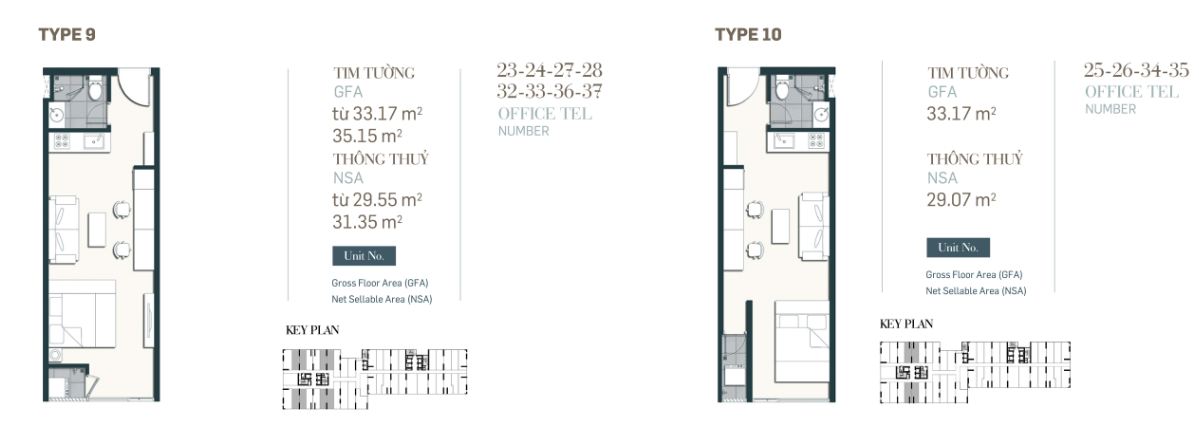 TYPE 9
TIM TƯỜNG
GFA
từ 33.17 m²
35.15 m²
THÔNG THUỶ
NSA
từ 29.55 m²
31.35 m²
Unit No.
Gross Floor Area (GFA)
Net Sellable Area (NSA)
23-24-27-28
32-33-36-37
OFFICE TEL
NUMBER
KEY PLAN
TYPE 10
TIM TƯỜNG
GFA
33.17 m²
THÔNG THUỶ
NSA
29.07 m²
Unit No.
Gross Floor Area (GFA)
Net Sellable Area (NSA)
25-26-34-35
OFFICE TEL
NUMBER
KEY PLAN